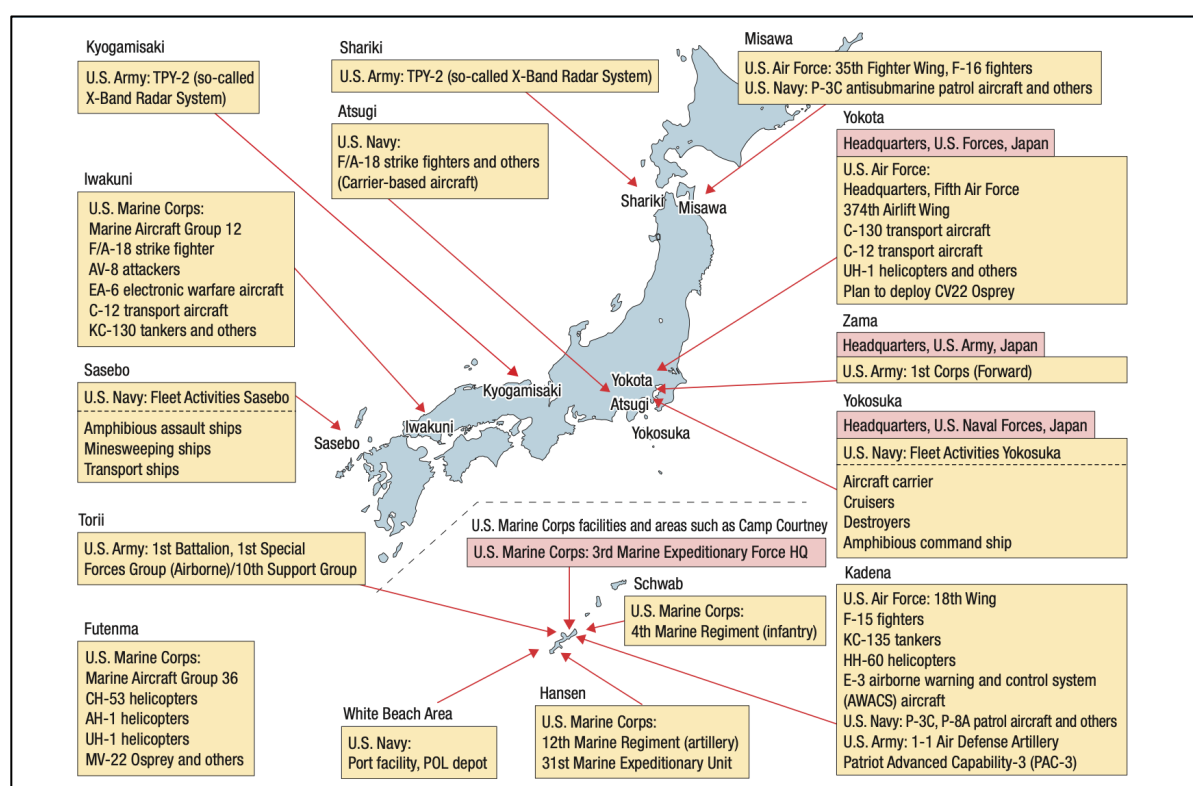 Kyogamisaki
U.S. Army: TPY-2 (so-called
X-Band Radar System)
Shariki
U.S. Army: TPY-2 (so-called X-Band Radar System)
Misawa
U.S. Air Force: 35th Fighter Wing, F-16 fighters
U.S. Navy: P-3C antisubmarine patrol aircraft and others
Atsugi
U.S. Navy:
F/A-18 strike fighters and others
(Carrier-based aircraft)
Yokota
Headquarters, U.S. Forces, Japan
U.S. Air Force:
Headquarters, Fifth Air Force
374th Airlift Wing
C-130 transport aircraft
C-12 transport aircraft
UH-1 helicopters and others
Plan to deploy CV22 Osprey
Iwakuni
U.S. Marine Corps:
Marine Aircraft Group 12
F/A-18 strike fighter
AV-8 attackers
EA-6 electronic warfare aircraft
C-12 transport aircraft
KC-130 tankers and others
Shariki
Misawa
Zama
Headquarters, U.S. Army, Japan
U.S. Army: 1st Corps (Forward)
Sasebo
U.S. Navy: Fleet Activities Sasebo
Amphibious assault ships
Minesweeping ships
Transport ships
Kyogamisaki
Yokota
Atsugi
Yokosuka
Iwakuni
Sasebo
Yokosuka
Headquarters, U.S. Naval Forces, Japan
U.S. Navy: Fleet Activities Yokosuka
Aircraft carrier
Cruisers
Destroyers
Amphibious command ship
Torii
U.S. Army: 1st Battalion, 1st Special
Forces Group (Airborne)/10th Support Group
U.S. Marine Corps facilities and areas such as Camp Courtney
U.S. Marine Corps: 3rd Marine Expeditionary Force HQ
Schwab
U.S. Marine Corps:
4th Marine Regiment (infantry)
Kadena
U.S. Air Force: 18th Wing
F-15 fighters
KC-135 tankers
HH-60 helicopters
E-3 airborne warning and control system
(AWACS) aircraft
U.S. Navy: P-3C, P-8A patrol aircraft and others
U.S. Army: 1-1 Air Defense Artillery
Patriot Advanced Capability-3 (PAC-3)
Futenma
U.S. Marine Corps:
Marine Aircraft Group 36
CH-53 helicopters
AH-1 helicopters
UH-1 helicopters
MV-22 Osprey and others
White Beach Area
U.S. Navy:
Port facility, POL depot
Hansen
U.S. Marine Corps:
12th Marine Regiment (artillery)
31st Marine Expeditionary Unit